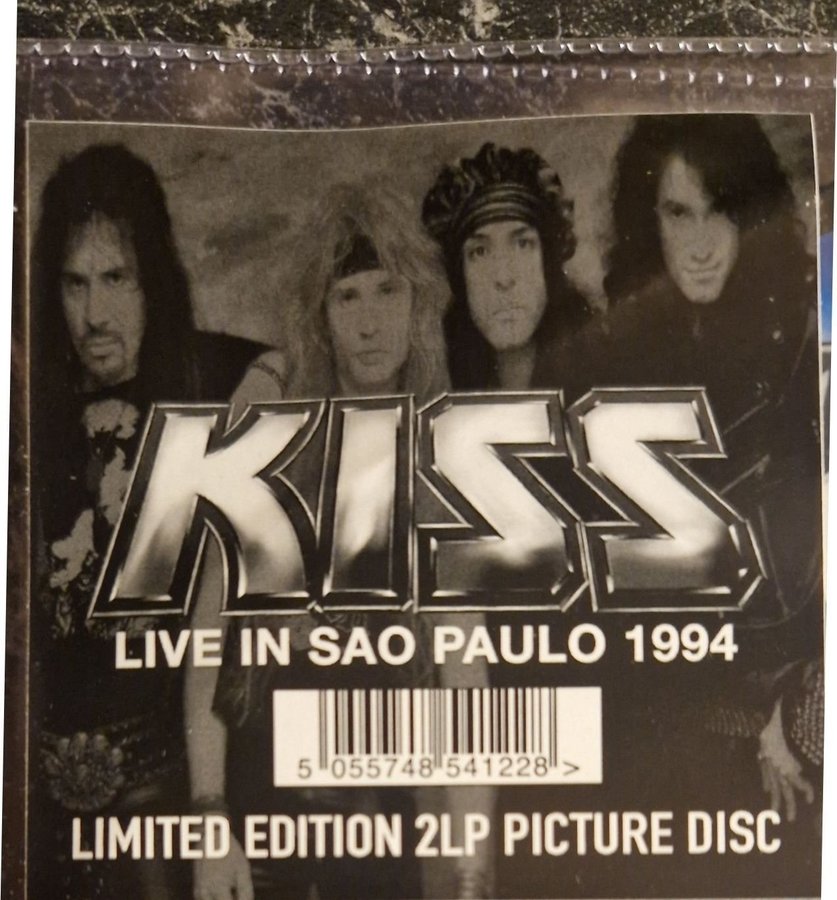 KISS
LIVE IN SAO PAULO 1994
5 055748 541228 >
LIMITED EDITION 2LP PICTURE DISC